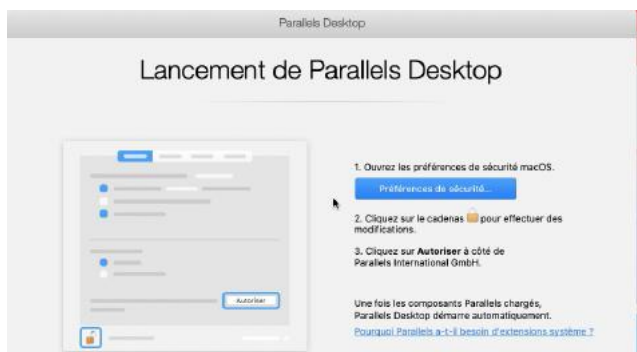 Parallels Desktop
Lancement de Parallels Desktop
1. Ouvrez les préférences de sécurité macOS.
Préférences de sécurité...
2. Cliquez sur le cadenas pour effectuer des
modifications.
3. Cliquez sur Autoriser à côté de
Parallels International GmbH.
Autoriser
Une fois les composants Parallels chargés,
Parallels Desktop démarre automatiquement.
Pourquoi Parallels a-t-il besoin d'extensions système ?